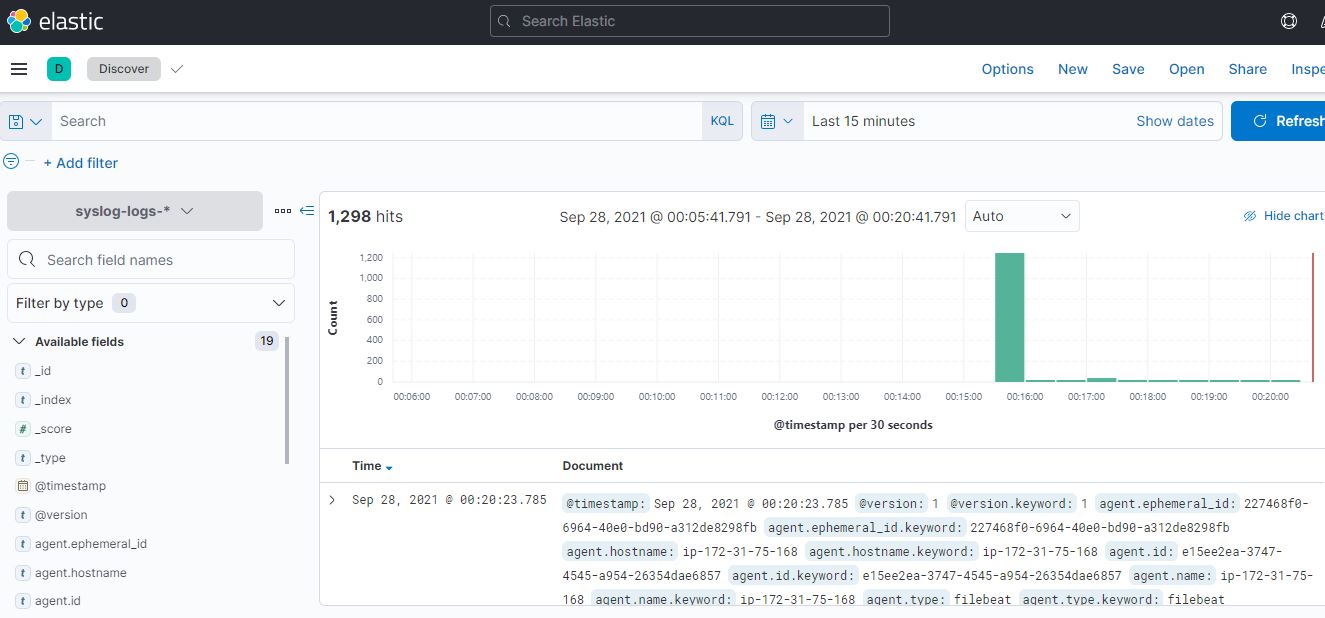 elastic
Search Elastic
D
Discover
Options New Save Open Share Inspe
Search
KQL
Last 15 minutes
Show dates
Refresh
+ Add filter
syslog-logs-*
Search field names
Filter by type 0
Available fields 19
t _id
t _index
# _score
t _type
@timestamp
t @version
t agent.ephemeral_id
t agent.hostname
t agent.id
1,298 hits
Sep 28, 2021 @ 00:05:41.791 - Sep 28, 2021 @ 00:20:41.791
Auto
Hide chart
Count
1,200
1,000
800
600
400
200
0
00:06:00 00:07:00 00:08:00 00:09:00 00:10:00 00:11:00 00:12:00 00:13:00 00:14:00 00:15:00 00:16:00 00:17:00 00:18:00 00:19:00 00:20:00
@timestamp per 30 seconds
Time Document
Sep 28, 2021 @ 00:20:23.785
@timestamp: Sep 28, 2021 @ 00:20:23.785 @version: 1 @version.keyword: 1 agent.ephemeral_id: 227468f0-
6964-40e0-bd90-a312de8298fb agent.ephemeral_id.keyword: 227468f0-6964-40e0-bd90-a312de8298fb
agent.hostname: ip-172-31-75-168 agent.hostname.keyword: ip-172-31-75-168 agent.id: e15ee2ea-3747-
4545-a954-26354dae6857 agent.id.keyword: e15ee2ea-3747-4545-a954-26354dae6857 agent.name: ip-172-31-75-
168 agent.name.keyword: ip-172-31-75-168 agent.type: filebeat agent.type.keyword: filebeat